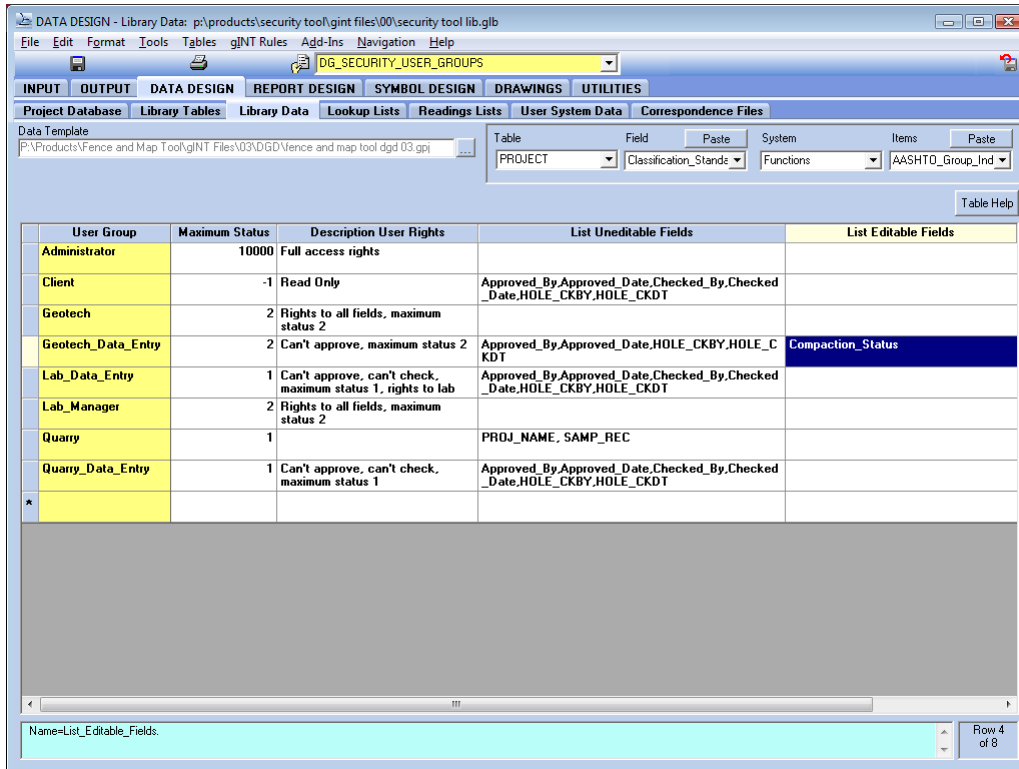 DATA DESIGN - Library Data: p:\products\security tool\gint files\00\security tool lib.glb
File Edit Format Tools Tables gINT Rules Add-Ins Navigation Help
DG_SECURITY_USER_GROUPS
INPUT OUTPUT DATA DESIGN REPORT DESIGN SYMBOL DESIGN DRAWINGS UTILITIES
Project Database Library Tables Library Data Lookup Lists Readings Lists User System Data Correspondence Files
Data Template
P:\Products\Fence and Map Tool\gINT Files\03\DGD\fence and map tool dgd 03.gpj ...
Table Field Paste System Items Paste
PROJECT Classification_Standa Functions AASHTO_Group_Ind
Table Help
User Group Maximum Status Description User Rights List Uneditable Fields List Editable Fields
Administrator 10000 Full access rights
Client -1 Read Only Approved_By,Approved_Date,Checked_By,Checked
_Date,HOLE_CKBY,HOLE_CKDT
Geotech 2 Rights to all fields, maximum
status 2
Geotech_Data_Entry 2 Can't approve, maximum status 2 Approved_By,Approved_Date,HOLE_CKBY,HOLE_C Compaction_Status
KDT
Lab_Data_Entry 1 Can't approve, can't check, Approved_By,Approved_Date,Checked_By,Checked
maximum status 1, rights to lab _Date,HOLE_CKBY,HOLE_CKDT
Lab_Manager 2 Rights to all fields, maximum
status 2
Quarry 1 PROJ_NAME, SAMP_REC
Quarry_Data_Entry 1 Can't approve, can't check, Approved_By,Approved_Date,Checked_By,Checked
maximum status 1 _Date,HOLE_CKBY,HOLE_CKDT
*
Name=List_Editable_Fields.
Row 4
of 8